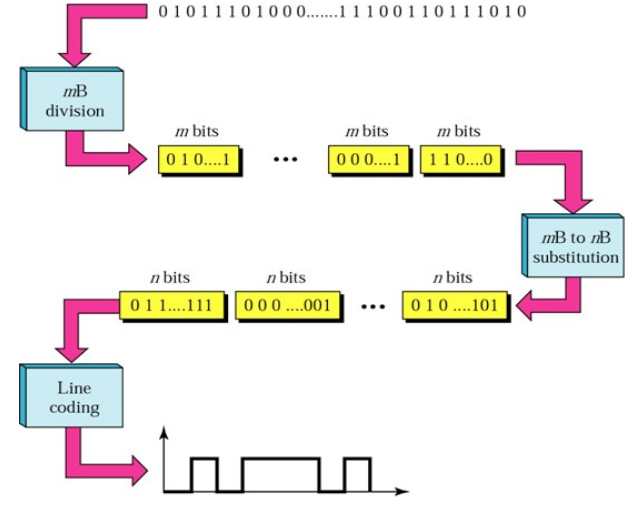 0 1 0 1 1 1 0 1 0 0 0.......1 1 1 0 0 1 1 0 1 1 1 0 1 0
mB
division
m bits
m bits
m bits
0 1 0....1
...
0 0 0....1
1 1 0....0
mB to nB
substitution
n bits
n bits
n bits
0 1 1....111
0 0 0 ....001
...
0 1 0 ....101
Line
coding